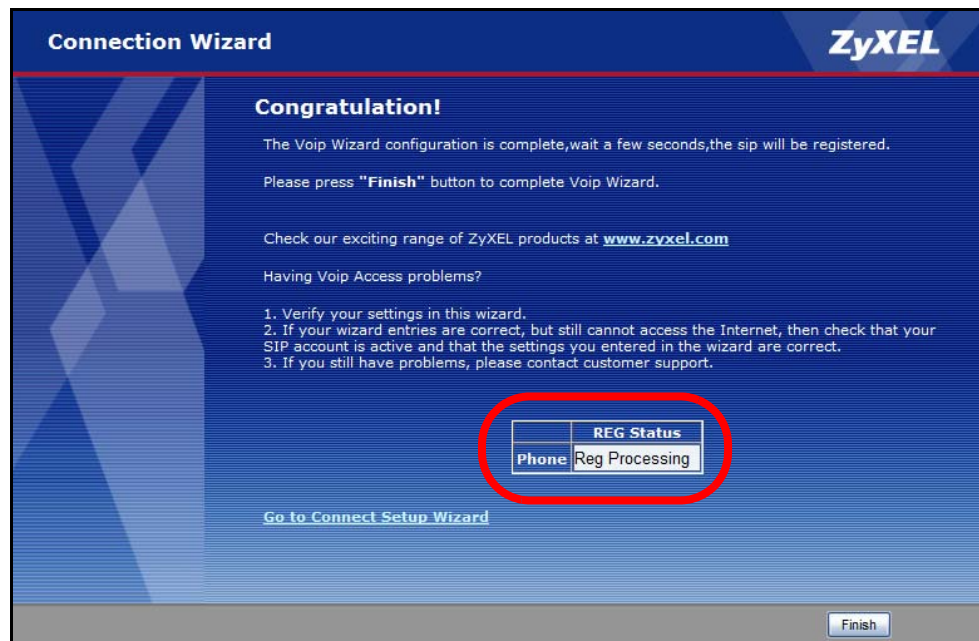 Connection Wizard
ZyXEL
Congratulation!
The Voip Wizard configuration is complete,wait a few seconds,the sip will be registered.
Please press "Finish" button to complete Voip Wizard.
Check our exciting range of ZyXEL products at www.zyxel.com
Having Voip Access problems?
1. Verify your settings in this wizard.
2. If your wizard entries are correct, but still cannot access the Internet, then check that your
SIP account is active and that the settings you entered in the wizard are correct.
3. If you still have problems, please contact customer support.
REG Status
Phone Reg Processing
Go to Connect Setup Wizard
Finish